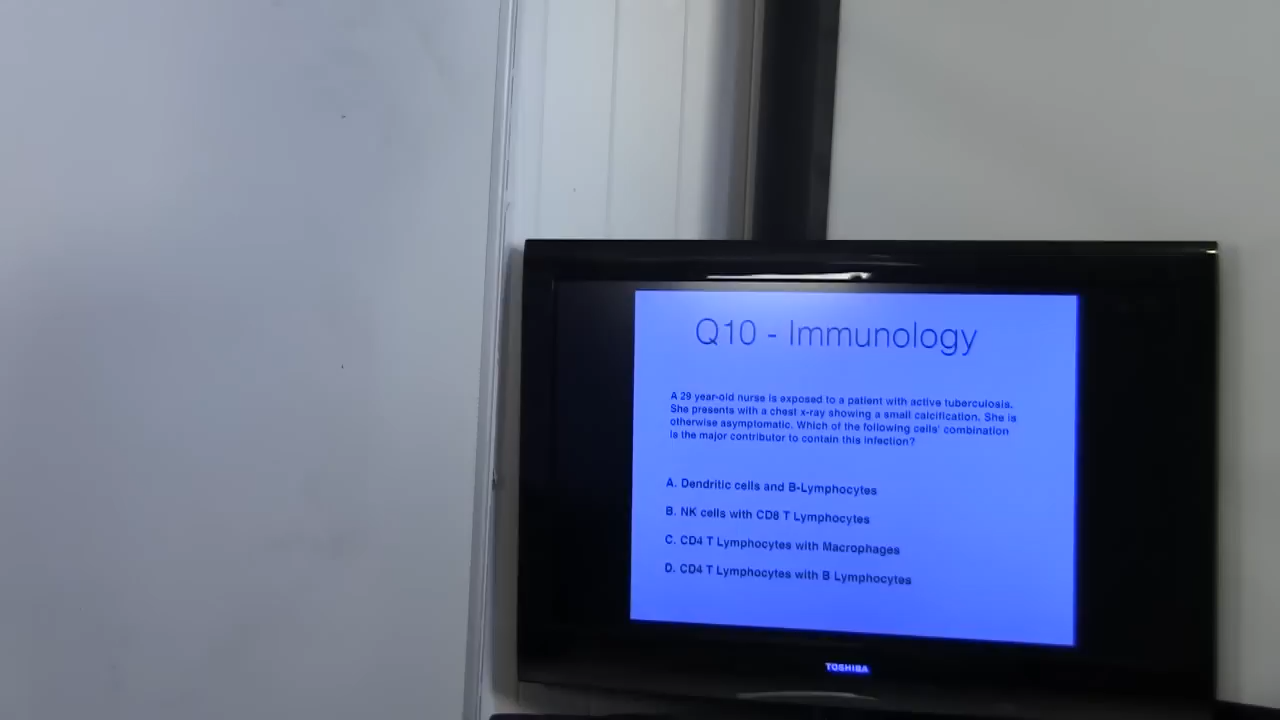 Q10 - Immunology
A 29 year-old nurse is exposed to a patient with active tuberculosis.
She presents with a chest x-ray showing a small calcification. She is
otherwise asymptomatic. Which of the following cells' combination
is the major contributor to contain this infection?
A. Dendritic cells and B-Lymphocytes
B. NK cells with CD8 T Lymphocytes
C. CD4 T Lymphocytes with Macrophages
D. CD4 T Lymphocytes with B Lymphocytes
TOSHIBA